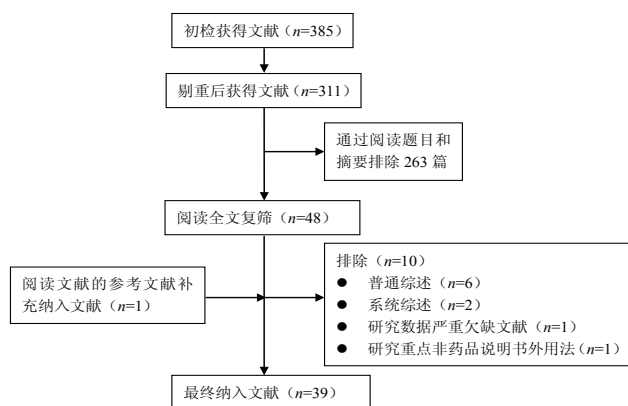 初检获得文献（n=385）
剔重后获得文献（n=311）
通过阅读题目和
摘要排除 263 篇
阅读全文复筛（n=48）
阅读文献的参考文献补
充纳入文献（n=1）
排除（n=10）
● 普通综述（n=6）
● 系统综述（n=2）
● 研究数据严重欠缺文献（n=1）
● 研究重点非药品说明书外用法（n=1）
最终纳入文献（n=39）